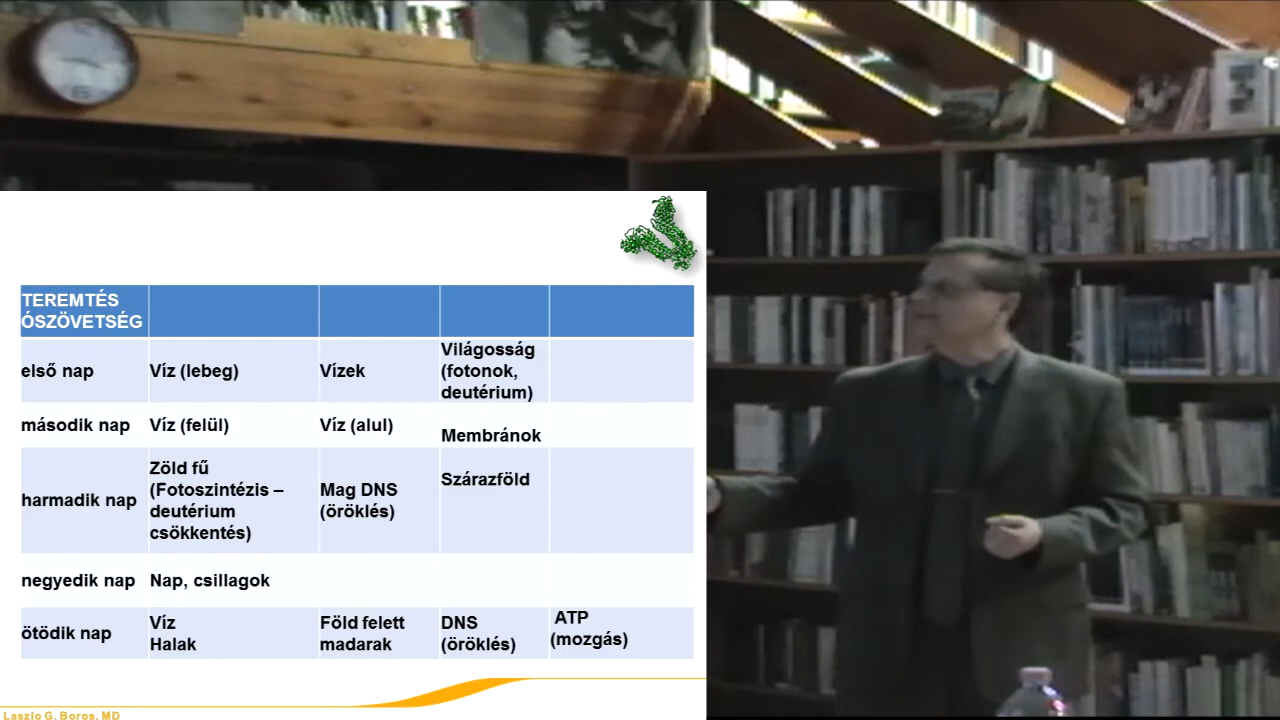 TEREMTÉS
ÓSZÖVETSÉG
első nap
Víz (lebeg)
Vízek
Világosság
(fotonok,
deutérium)
második nap
Víz (felül)
Víz (alul)
Membránok
harmadik nap
Zöld fű
(Fotoszintézis –
deutérium
csökkentés)
Mag DNS
(öröklés)
Szárazföld
negyedik nap
Nap, csillagok
ötödik nap
Víz
Halak
Főld felett
madarak
DNS
(öröklés)
ATP
(mozgás)
Laszlo G. Boros, MD